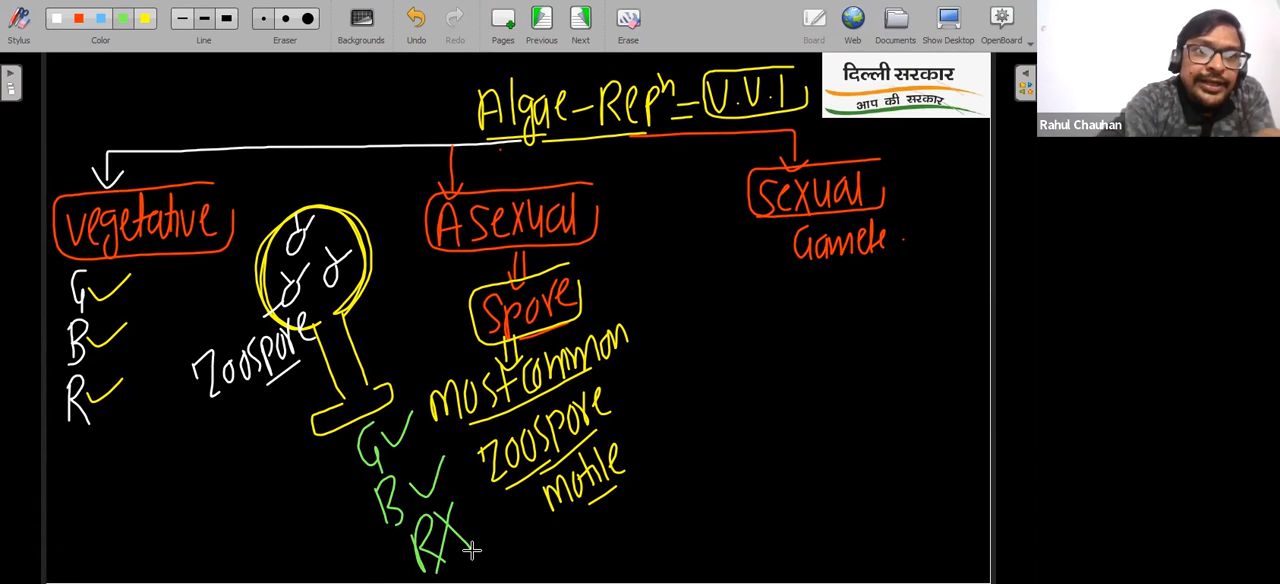 Stylus
Color
Line
Eraser
Backgrounds
Undo
Redo
Pages
Previous
Next
Erase
Board
Web
Documents
Show Desktop
OpenBoard
दिल्ली सरकार
आप की सरकार
Rahul Chauhan
Algae - Repⁿ = V.V.I
vegetative
G ✓
B ✓
R ✓
zoospore
G ✓
B ✓
R X
Asexual
Spore
most common
zoospore
motile
sexual
Gamete.